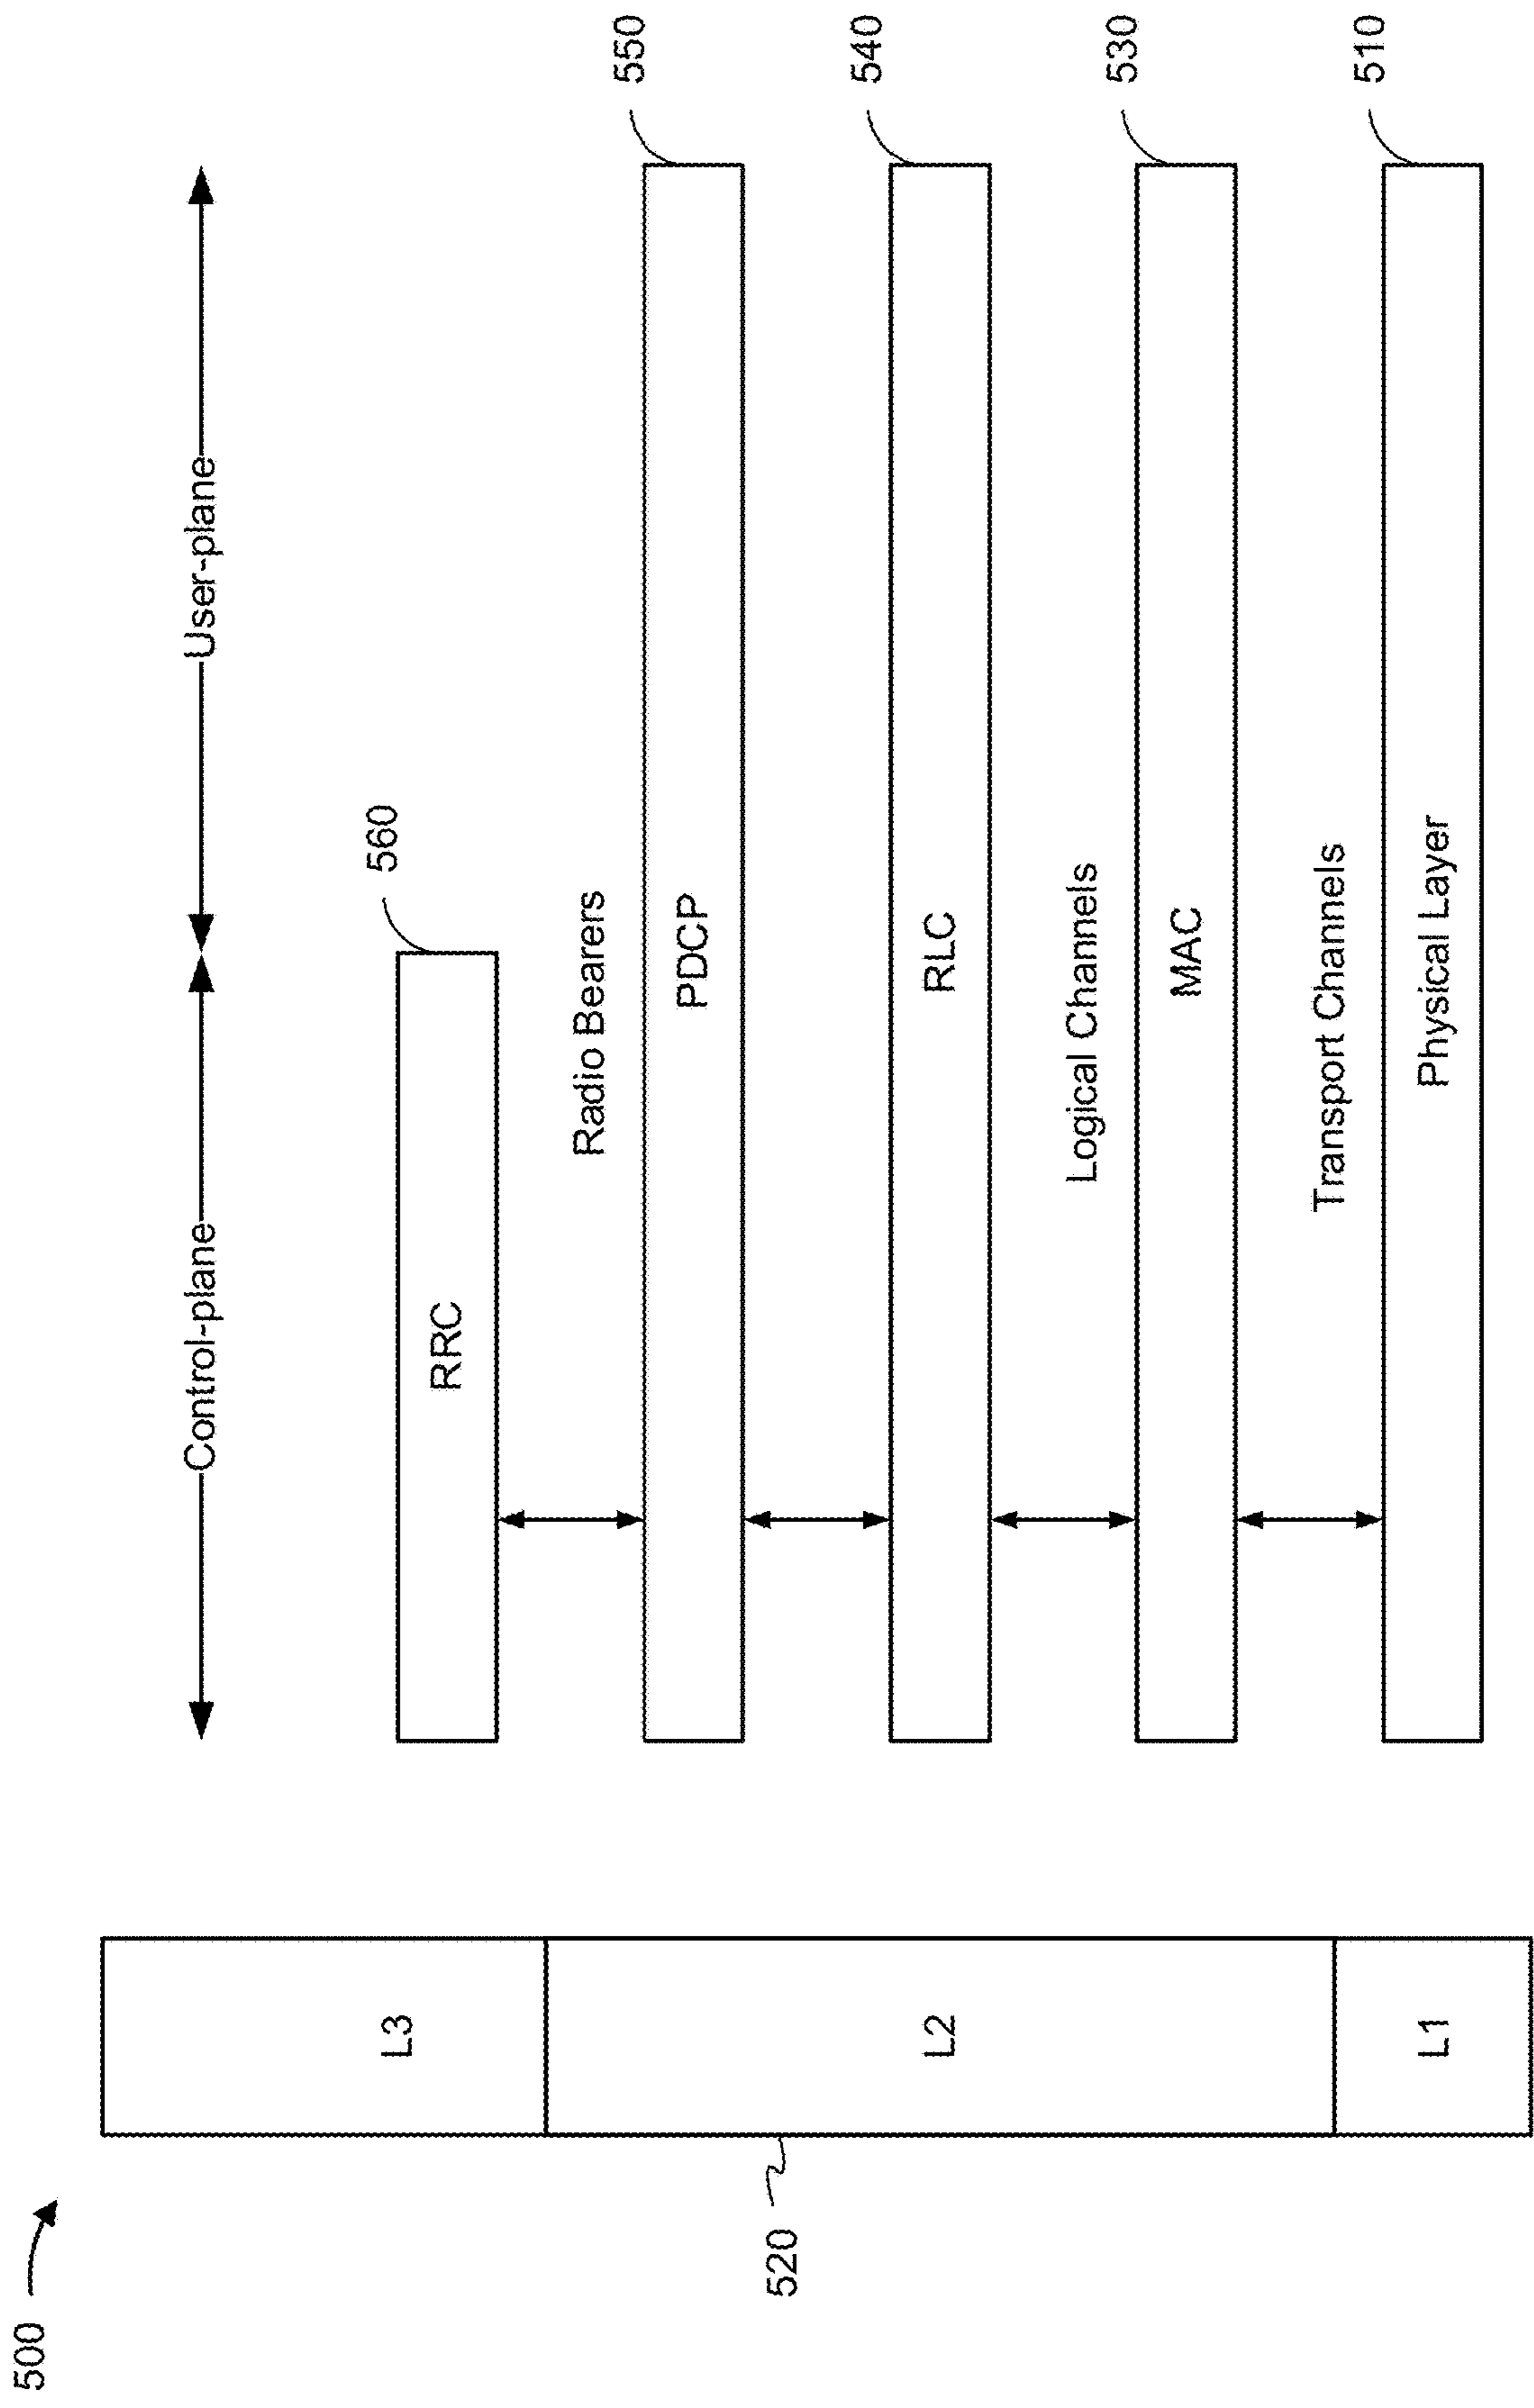 500
Control-plane
User-plane
L3
RRC
560
Radio Bearers
520
L2
PDCP
550
RLC
540
Logical Channels
MAC
530
Transport Channels
L1
Physical Layer
510